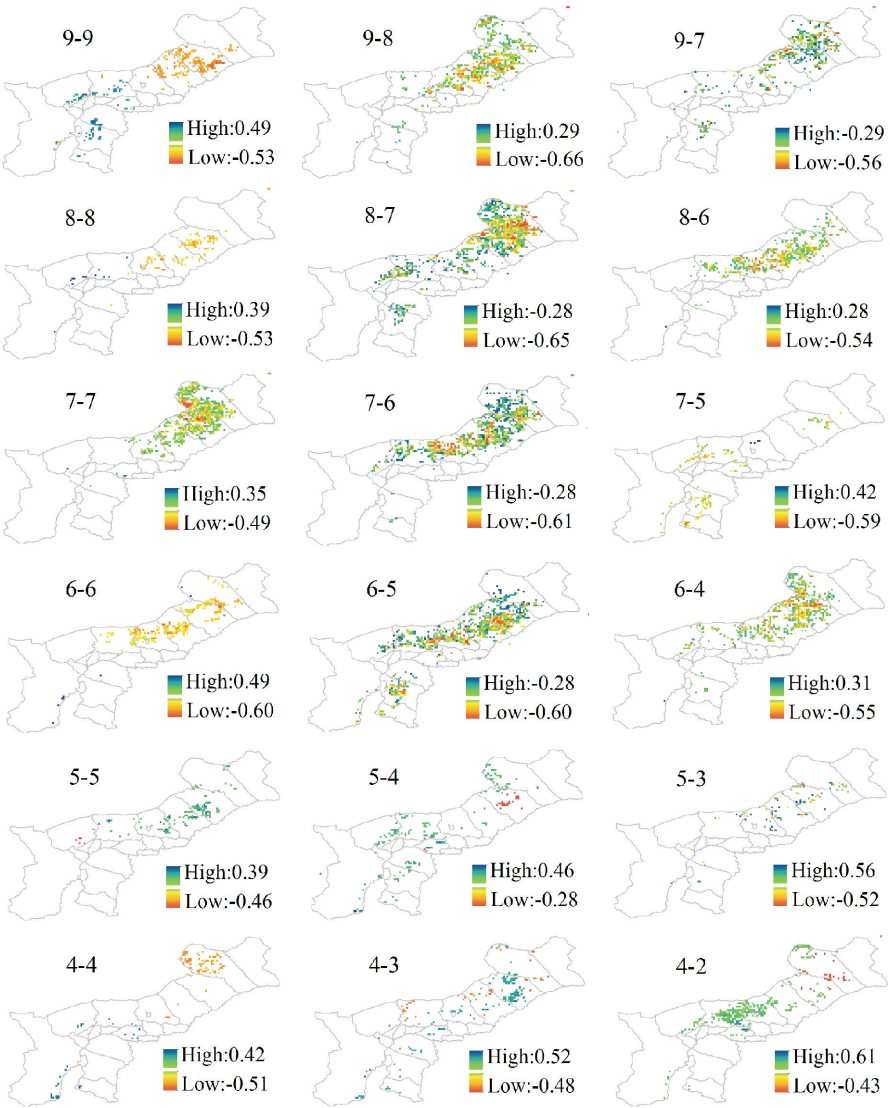 9-9
High:0.49
Low:-0.53
9-8
High:0.29
Low:-0.66
9-7
High:-0.29
Low:-0.56
8-8
High:0.39
Low:-0.53
8-7
High:-0.28
Low:-0.65
8-6
High:0.28
Low:-0.54
7-7
High:0.35
Low:-0.49
7-6
High:-0.28
Low:-0.61
7-5
High:0.42
Low:-0.59
6-6
High:0.49
Low:-0.60
6-5
High:-0.28
Low:-0.60
6-4
High:0.31
Low:-0.55
5-5
High:0.39
Low:-0.46
5-4
High:0.46
Low:-0.28
5-3
High:0.56
Low:-0.52
4-4
High:0.42
Low:-0.51
4-3
High:0.52
Low:-0.48
4-2
High:0.61
Low:-0.43